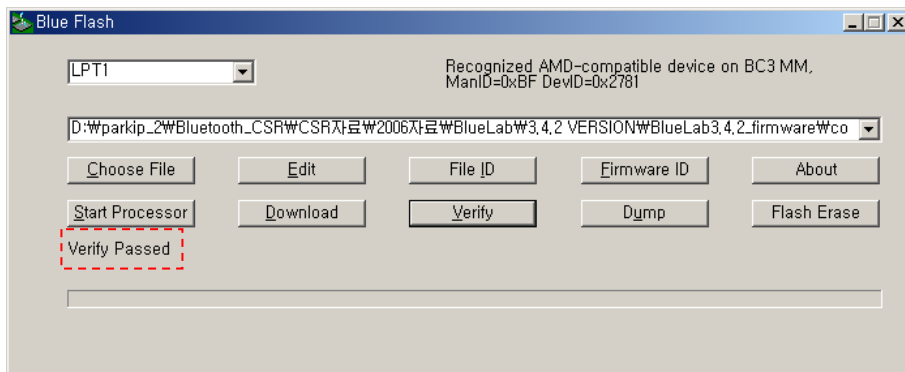 Blue Flash
LPT1
Recognized AMD-compatible device on BC3 MM,
ManID=0xBF DevID=0x2781
D:₩parkip_2₩Bluetooth_CSR₩CSR자료₩2006자료₩BlueLab₩3,4,2 VERSION₩BlueLab3,4,2_firmware₩co
Choose File Edit File ID Firmware ID About
Start Processor Download Verify Dump Flash Erase
Verify Passed